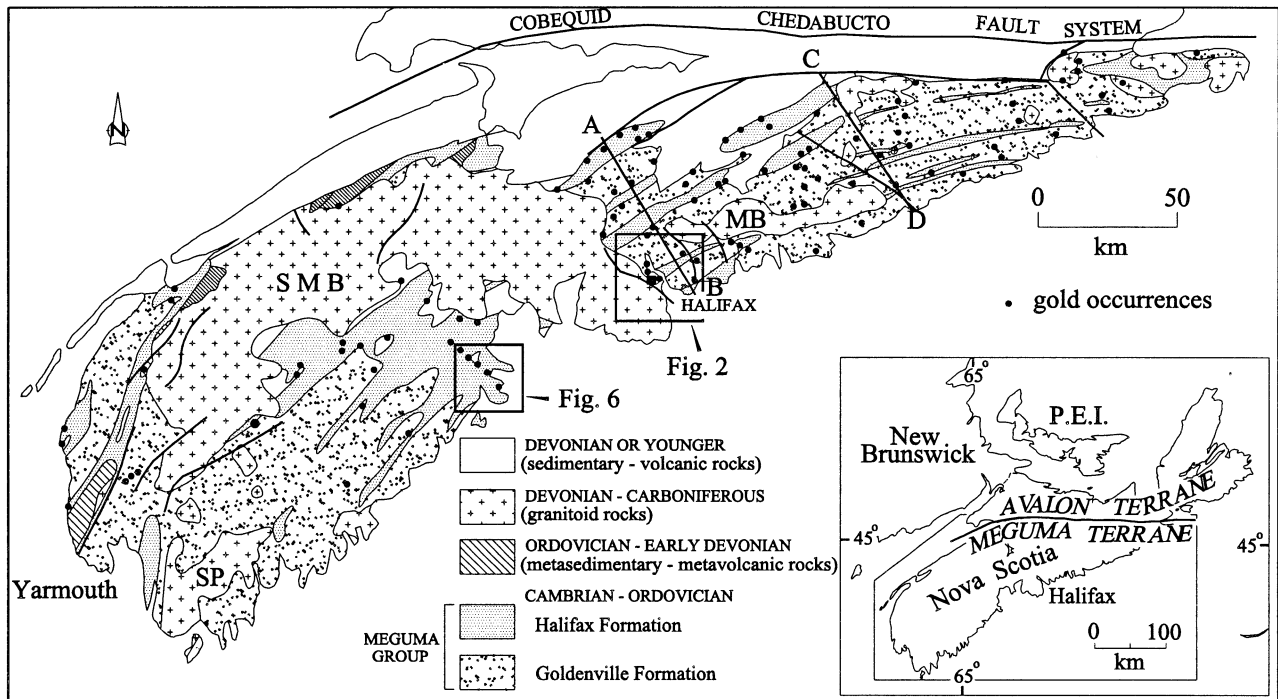 COBEQUID CHEDABUCTO FAULT SYSTEM
C
A
N
0 50
km
MB
D
SMB
B
HALIFAX
• gold occurrences
Fig. 2
Fig. 6
65°
P.E.I.
New
Brunswick
DEVONIAN OR YOUNGER
(sedimentary - volcanic rocks)
DEVONIAN - CARBONIFEROUS
(granitoid rocks)
ORDOVICIAN - EARLY DEVONIAN
(metasedimentary - metavolcanic rocks)
CAMBRIAN - ORDOVICIAN
MEGUMA
GROUP
Halifax Formation
Goldenville Formation
AVALON TERRANE
MEGUMA TERRANE
45°
45°
Nova Scotia
Halifax
0 100
km
65°
SP
Yarmouth